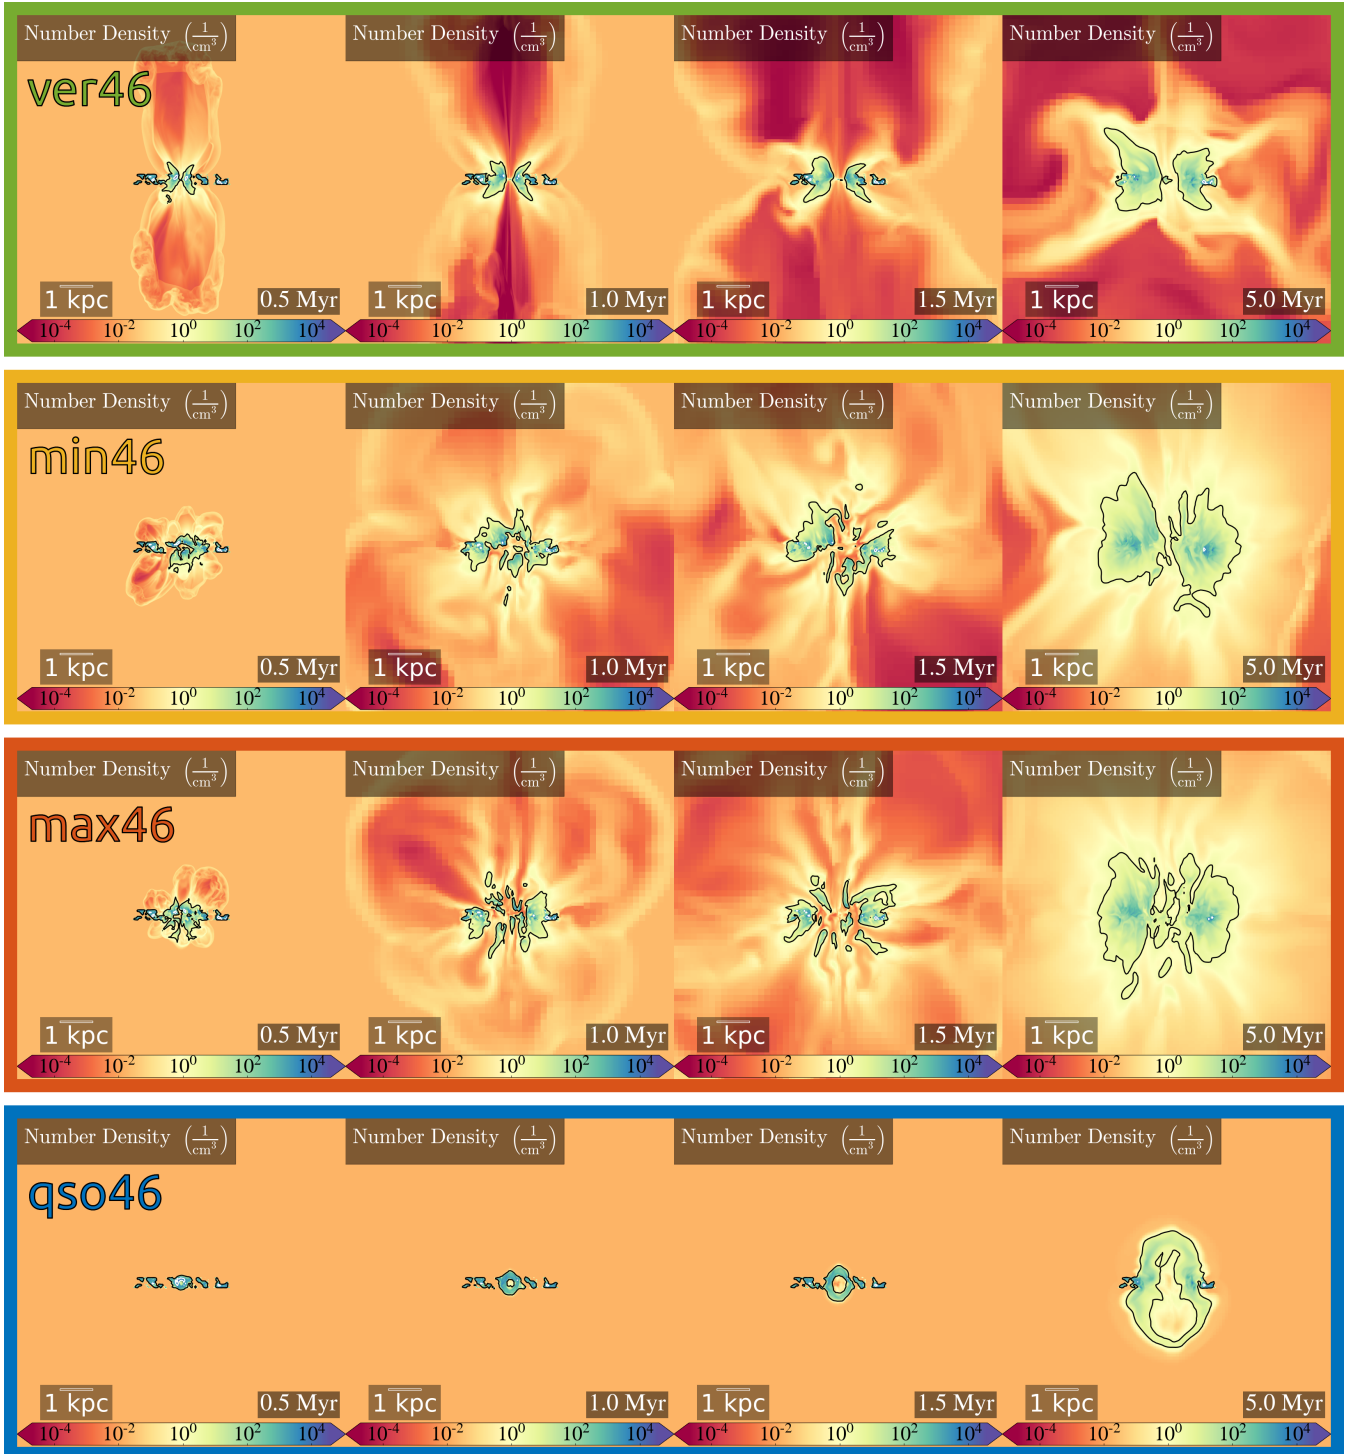 Number Density (1/cm³) Number Density (1/cm³) Number Density (1/cm³) Number Density (1/cm³)
ver46
1 kpc 0.5 Myr 1 kpc 1.0 Myr 1 kpc 1.5 Myr 1 kpc 5.0 Myr
10⁻⁴ 10⁻² 10⁰ 10² 10⁴ 10⁻⁴ 10⁻² 10⁰ 10² 10⁴ 10⁻⁴ 10⁻² 10⁰ 10² 10⁴ 10⁻⁴ 10⁻² 10⁰ 10² 10⁴
Number Density (1/cm³) Number Density (1/cm³) Number Density (1/cm³) Number Density (1/cm³)
min46
1 kpc 0.5 Myr 1 kpc 1.0 Myr 1 kpc 1.5 Myr 1 kpc 5.0 Myr
10⁻⁴ 10⁻² 10⁰ 10² 10⁴ 10⁻⁴ 10⁻² 10⁰ 10² 10⁴ 10⁻⁴ 10⁻² 10⁰ 10² 10⁴ 10⁻⁴ 10⁻² 10⁰ 10² 10⁴
Number Density (1/cm³) Number Density (1/cm³) Number Density (1/cm³) Number Density (1/cm³)
max46
1 kpc 0.5 Myr 1 kpc 1.0 Myr 1 kpc 1.5 Myr 1 kpc 5.0 Myr
10⁻⁴ 10⁻² 10⁰ 10² 10⁴ 10⁻⁴ 10⁻² 10⁰ 10² 10⁴ 10⁻⁴ 10⁻² 10⁰ 10² 10⁴ 10⁻⁴ 10⁻² 10⁰ 10² 10⁴
Number Density (1/cm³) Number Density (1/cm³) Number Density (1/cm³) Number Density (1/cm³)
qso46
1 kpc 0.5 Myr 1 kpc 1.0 Myr 1 kpc 1.5 Myr 1 kpc 5.0 Myr
10⁻⁴ 10⁻² 10⁰ 10² 10⁴ 10⁻⁴ 10⁻² 10⁰ 10² 10⁴ 10⁻⁴ 10⁻² 10⁰ 10² 10⁴ 10⁻⁴ 10⁻² 10⁰ 10² 10⁴